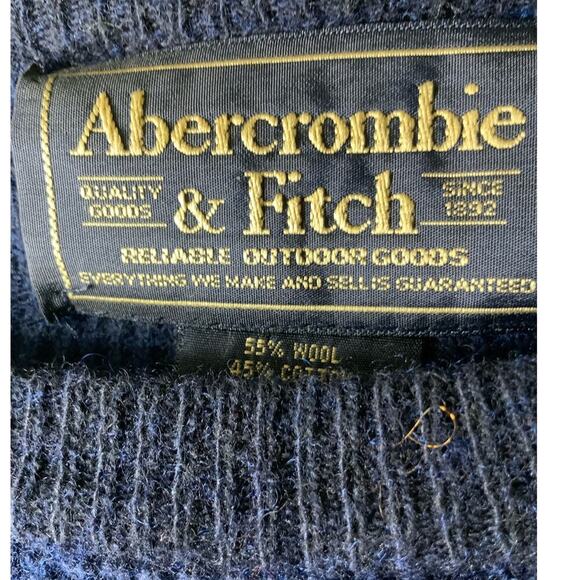 Abercrombie
QUALITY GOODS & Fitch SINCE 1892
RELIABLE OUTDOOR GOODS
EVERYTHING WE MAKE AND SELL IS GUARANTEED
55% WOOL
45% COTTON